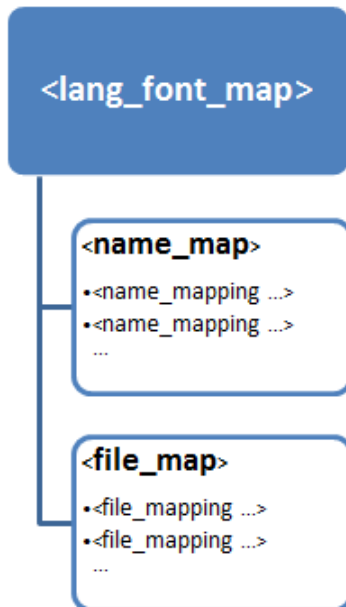 <lang_font_map>
<name_map>
•<name_mapping ...>
•<name_mapping ...>
...
<file_map>
•<file_mapping ...>
•<file_mapping ...>
...